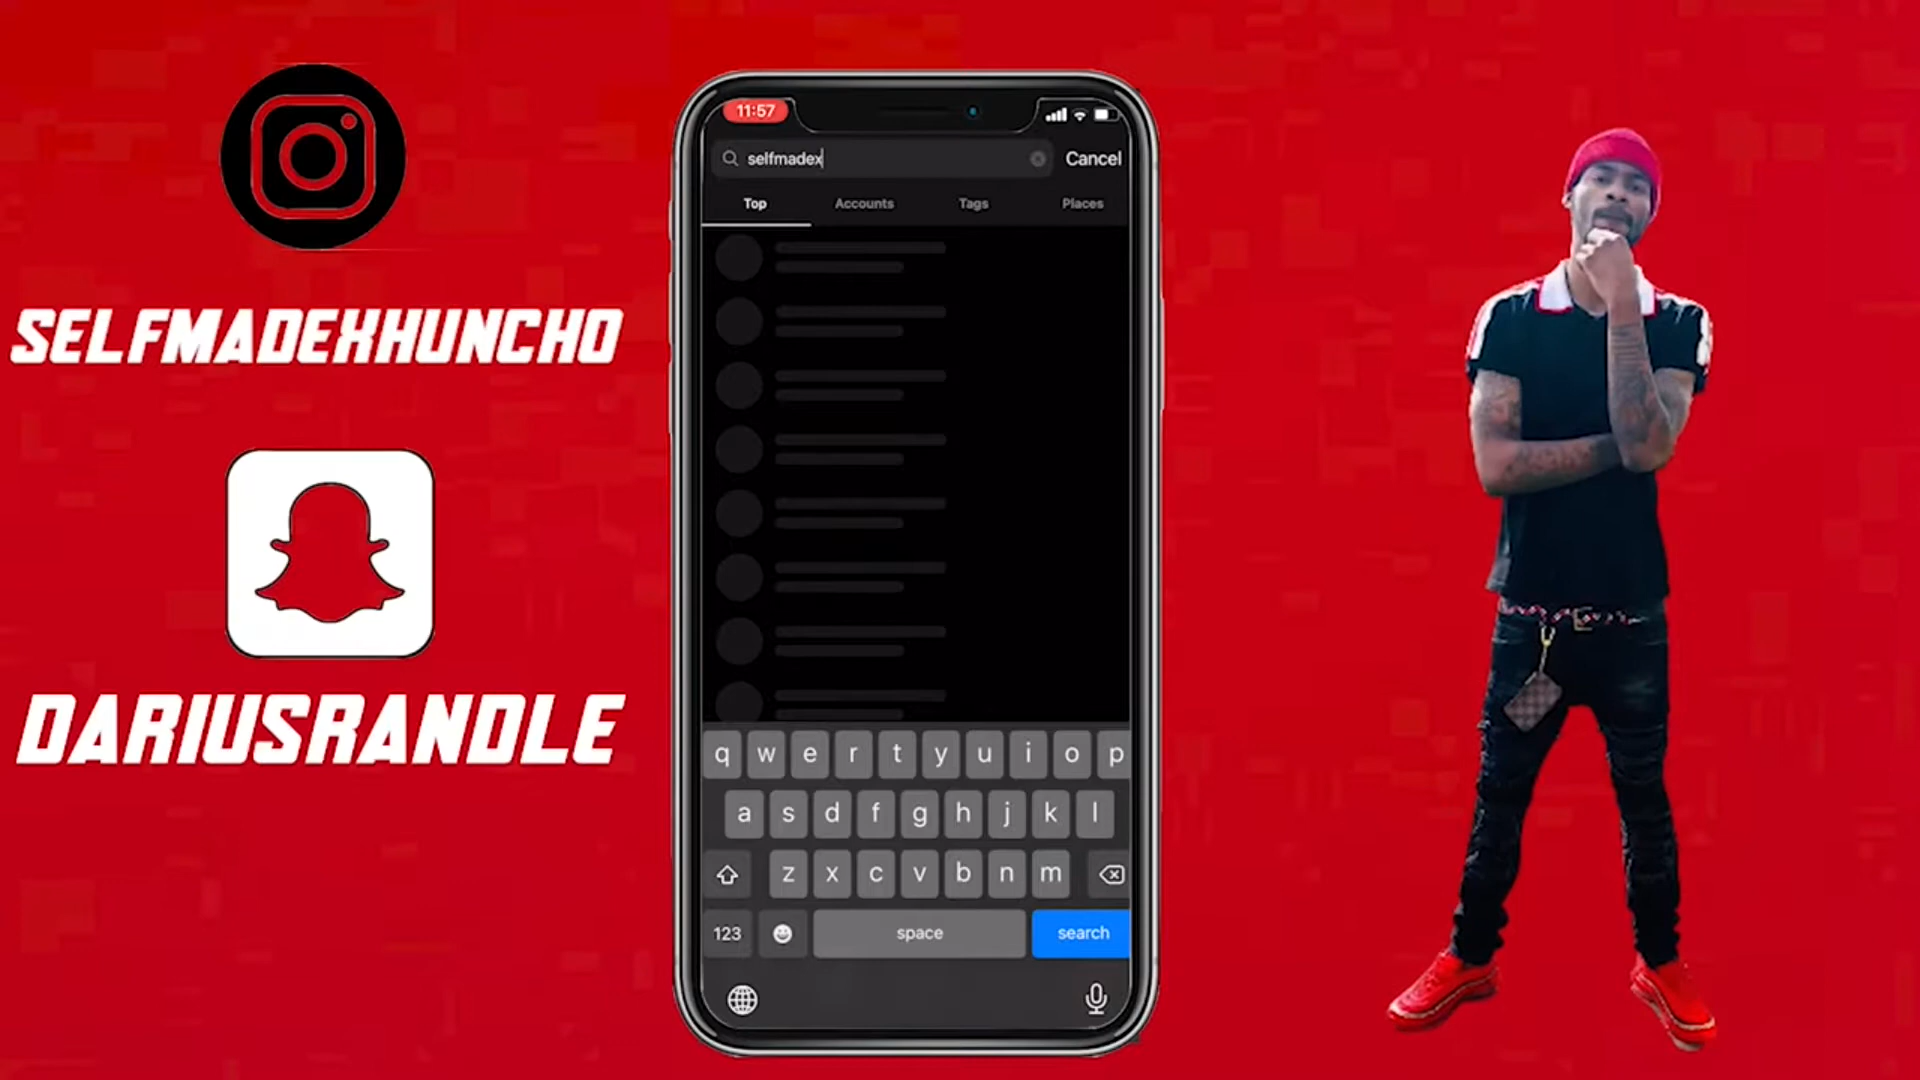 SELFMADEXHUNCHO
DARIUSRANDLE
11:57
selfmadex
Cancel
Top Accounts Tags Places
q w e r t y u i o p
a s d f g h j k l
z x c v b n m
123 space search